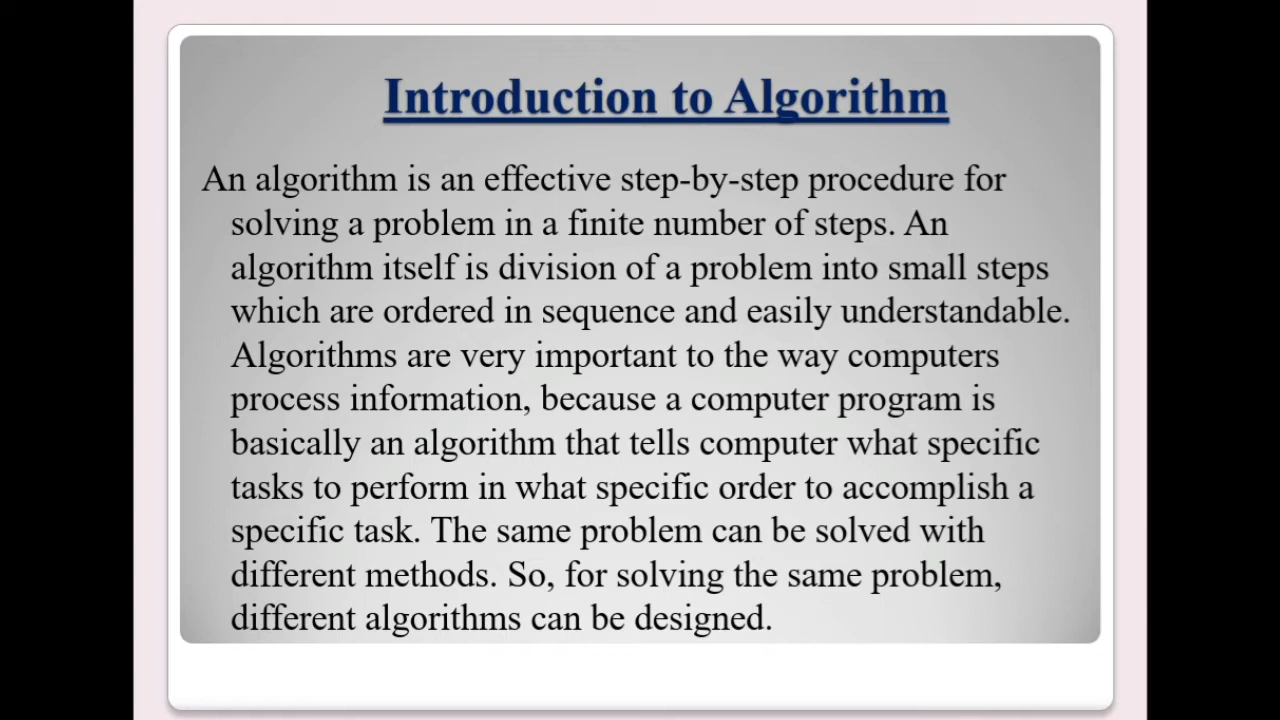 Introduction to Algorithm
An algorithm is an effective step-by-step procedure for
solving a problem in a finite number of steps. An
algorithm itself is division of a problem into small steps
which are ordered in sequence and easily understandable.
Algorithms are very important to the way computers
process information, because a computer program is
basically an algorithm that tells computer what specific
tasks to perform in what specific order to accomplish a
specific task. The same problem can be solved with
different methods. So, for solving the same problem,
different algorithms can be designed.